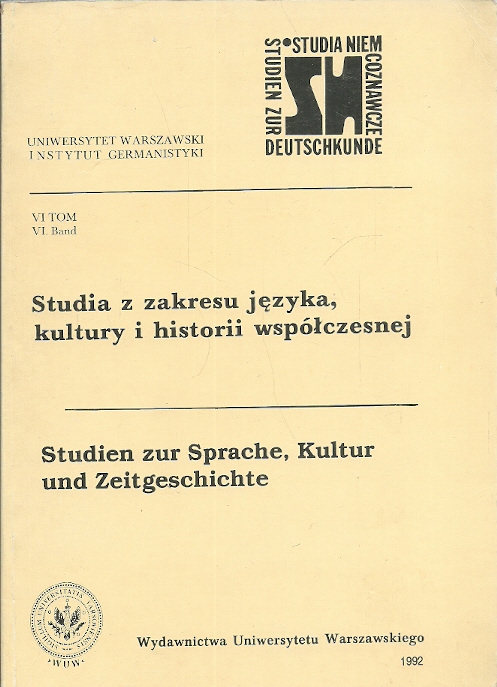 STUDIA NIEM
COZNAWCZE
STUDIEN ZUR
DEUTSCHKUNDE
UNIWERSYTET WARSZAWSKI
INSTYTUT GERMANISTYKI
VI TOM
VI. Band
Studia z zakresu języka,
kultury i historii współczesnej
Studien zur Sprache, Kultur
und Zeitgeschichte
WUW
Wydawnictwa Uniwersytetu Warszawskiego
1992